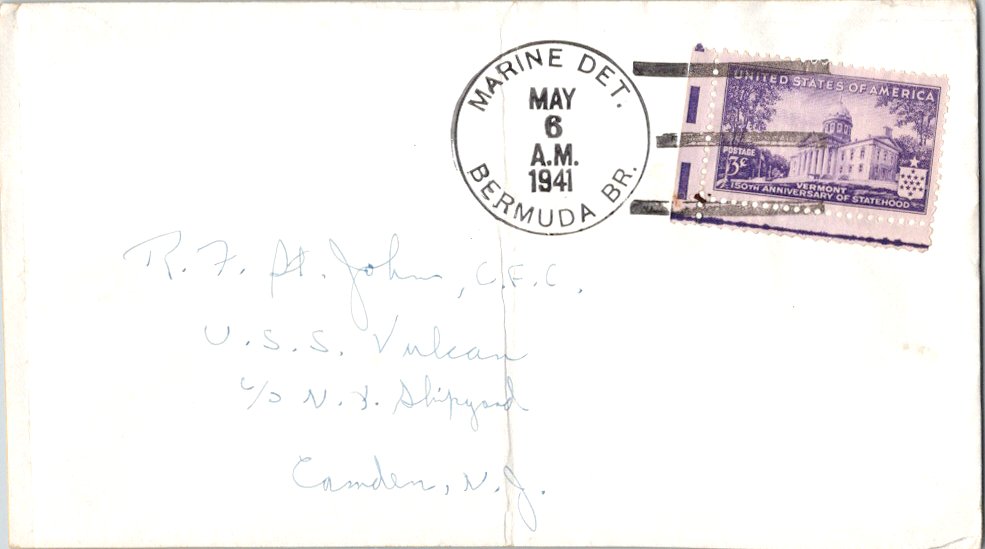 MARINE DET.
MAY
6
A.M.
1941
BERMUDA BR.
UNITED STATES OF AMERICA
POSTAGE
3¢
VERMONT
150TH ANNIVERSARY OF STATEHOOD
R. F. St. John, C.E.C.
U.S.S. Vulcan
c/o N.Y. Shipyard
Camden, N.J.